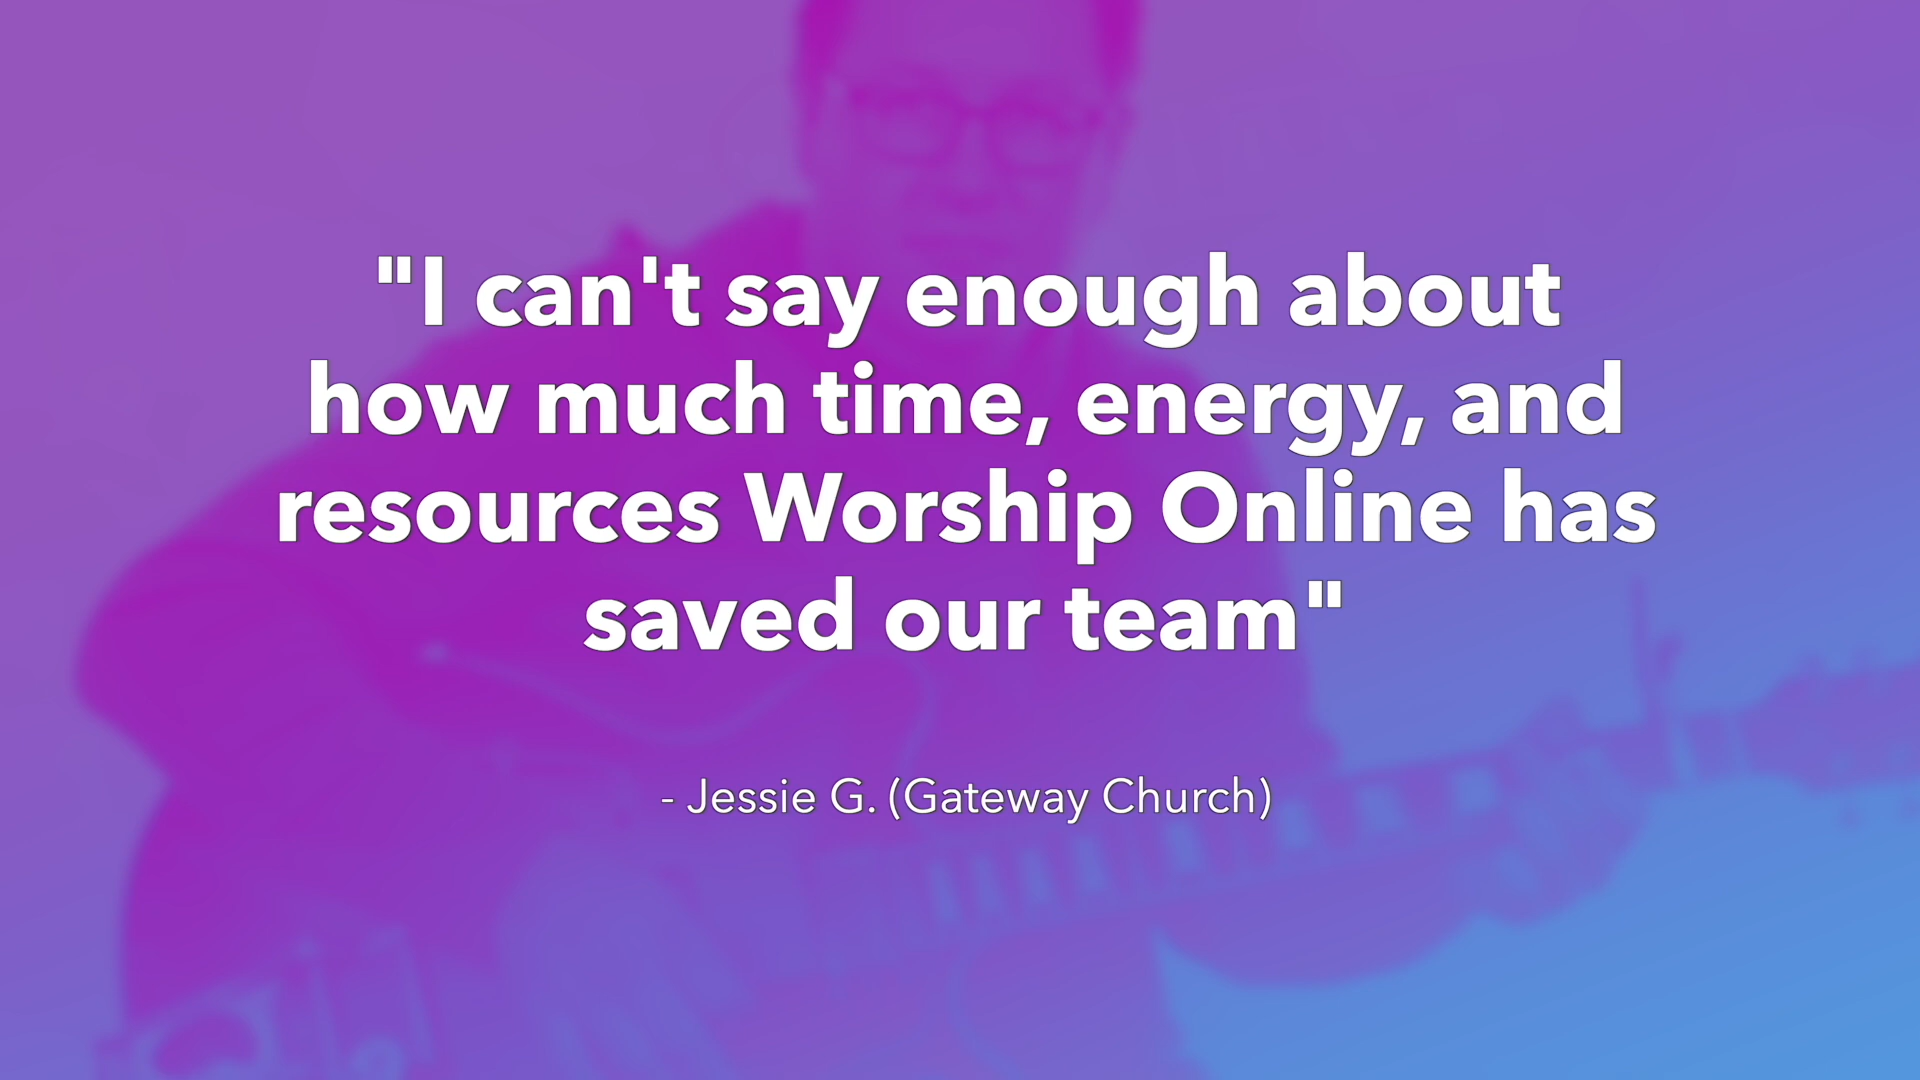 "I can't say enough about
how much time, energy, and
resources Worship Online has
saved our team"
- Jessie G. (Gateway Church)